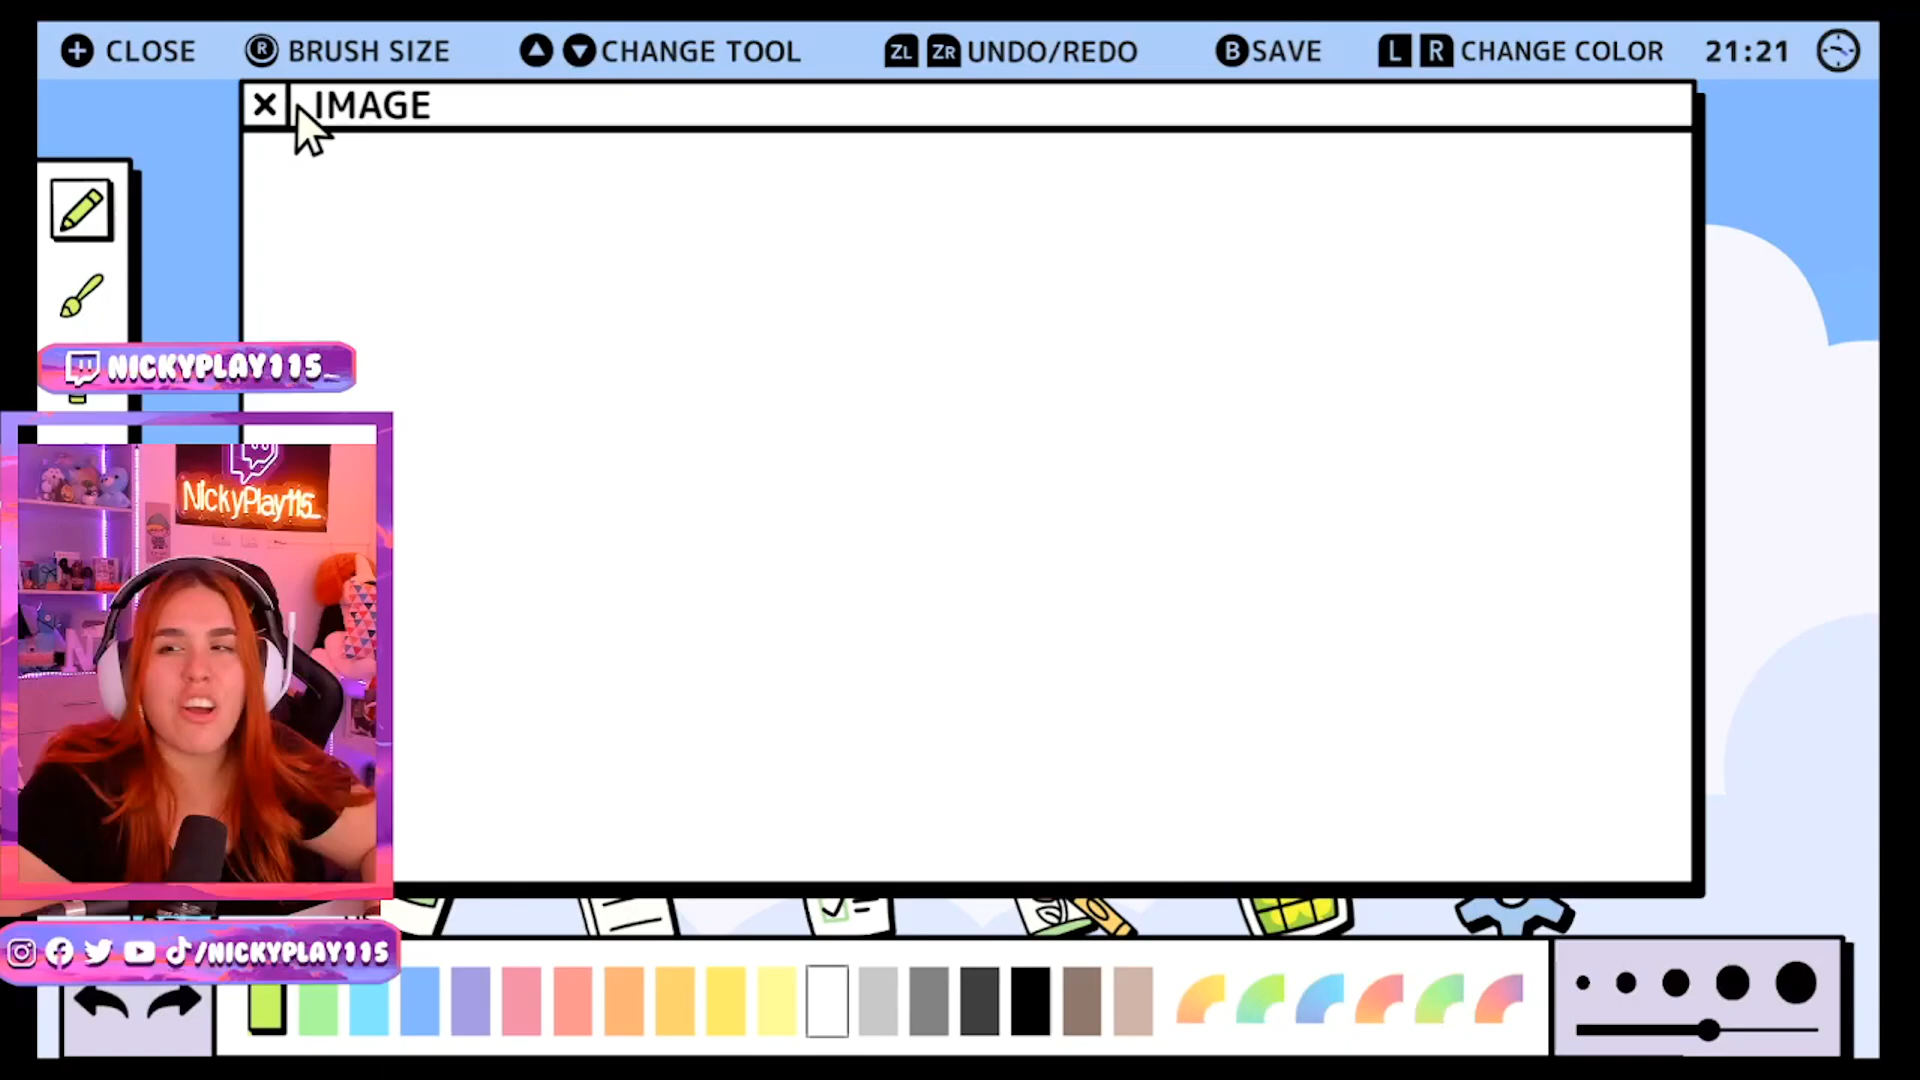 + CLOSE R BRUSH SIZE CHANGE TOOL ZL ZR UNDO/REDO B SAVE L R CHANGE COLOR 21:21
IMAGE
NICKYPLAY115_
NickyPlay115_
/NICKYPLAY115